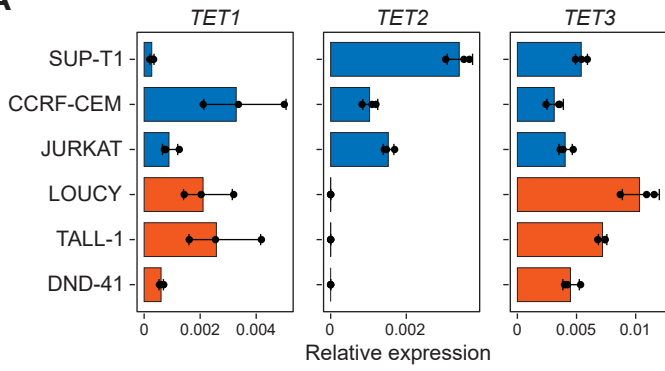 A
TET1 TET2 TET3
SUP-T1
CCRF-CEM
JURKAT
LOUCY
TALL-1
DND-41
0 0.002 0.004 0 0.002 0 0.005 0.01
Relative expression